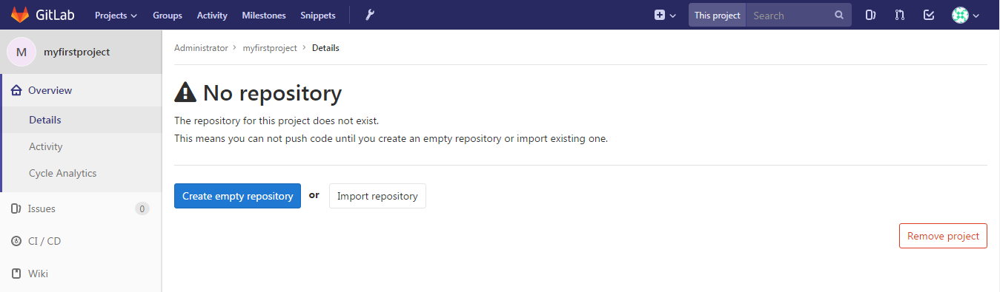 GitLab Projects Groups Activity Milestones Snippets This project Search
M myfirstproject
Administrator > myfirstproject > Details
Overview
Details
Activity
Cycle Analytics
Issues 0
CI / CD
Wiki
No repository
The repository for this project does not exist.
This means you can not push code until you create an empty repository or import existing one.
Create empty repository or Import repository
Remove project